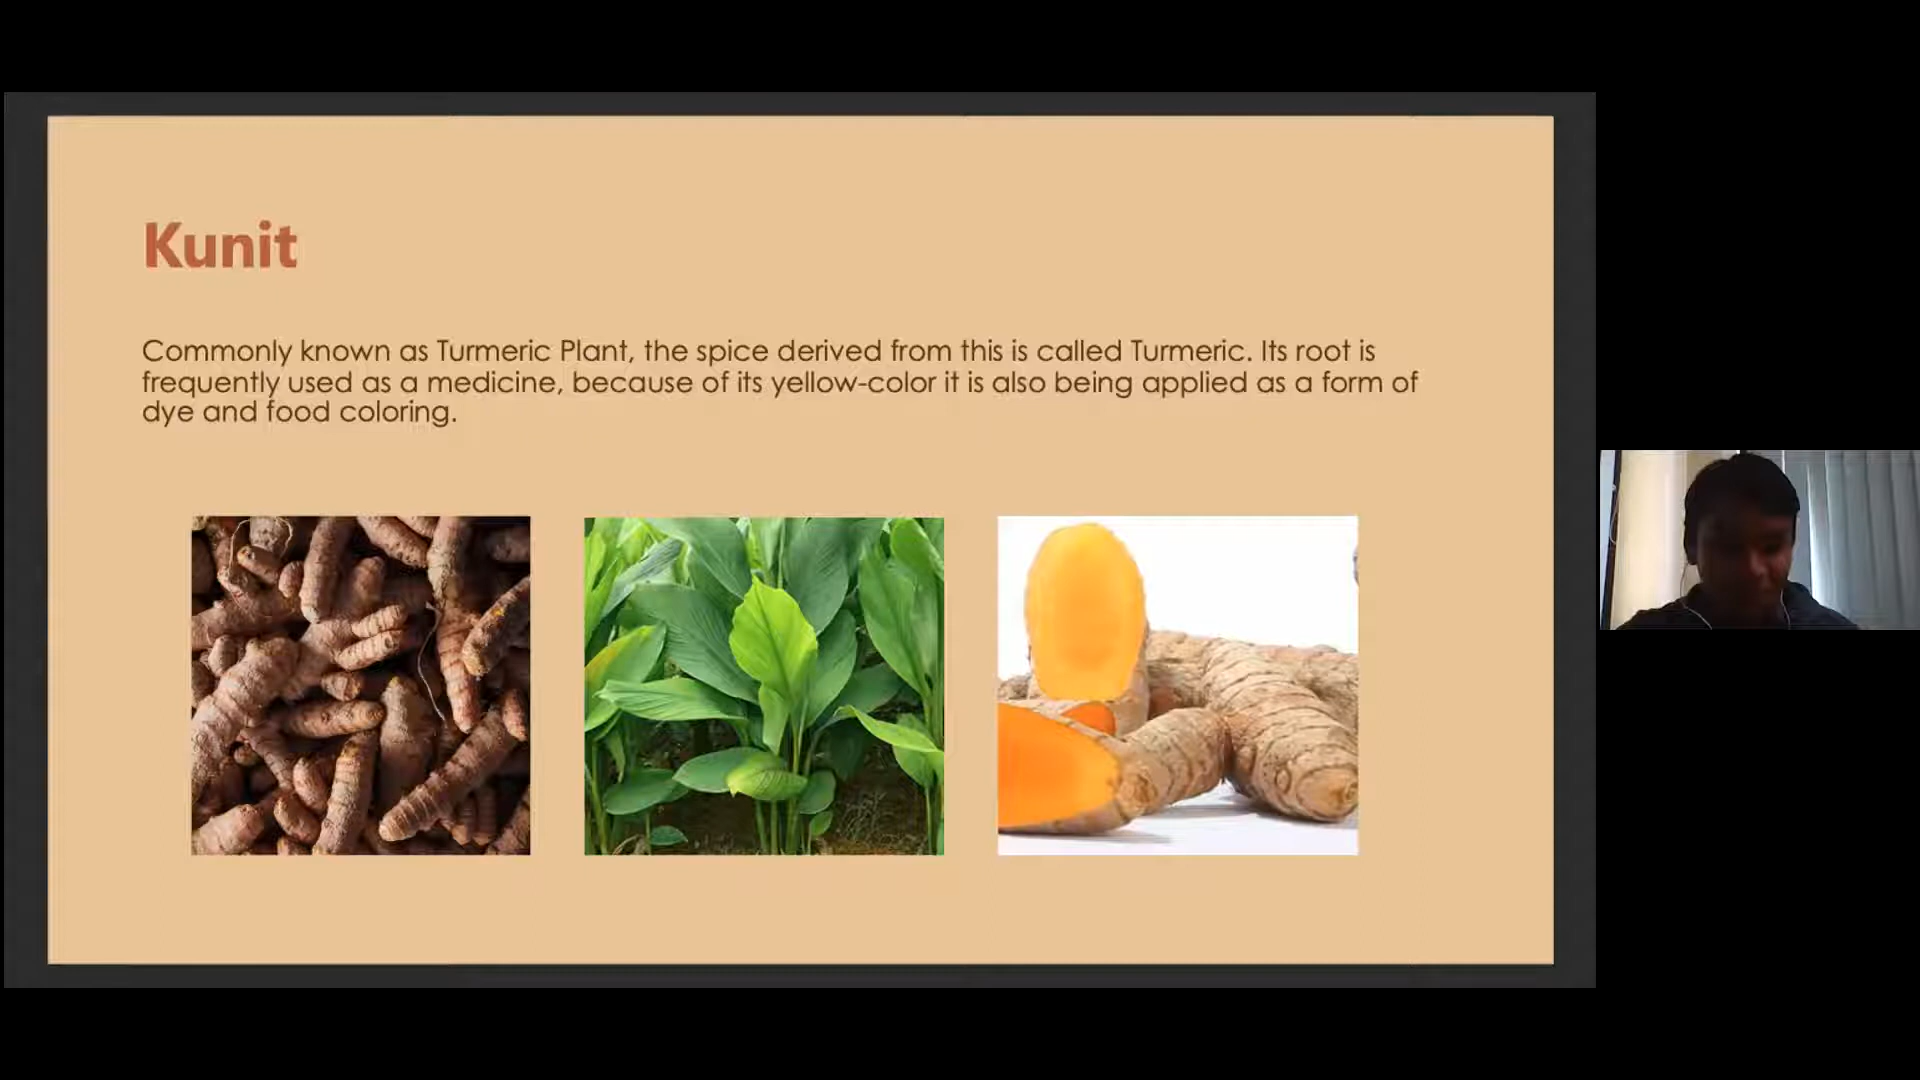 Kunit
Commonly known as Turmeric Plant, the spice derived from this is called Turmeric. Its root is
frequently used as a medicine, because of its yellow-color it is also being applied as a form of
dye and food coloring.